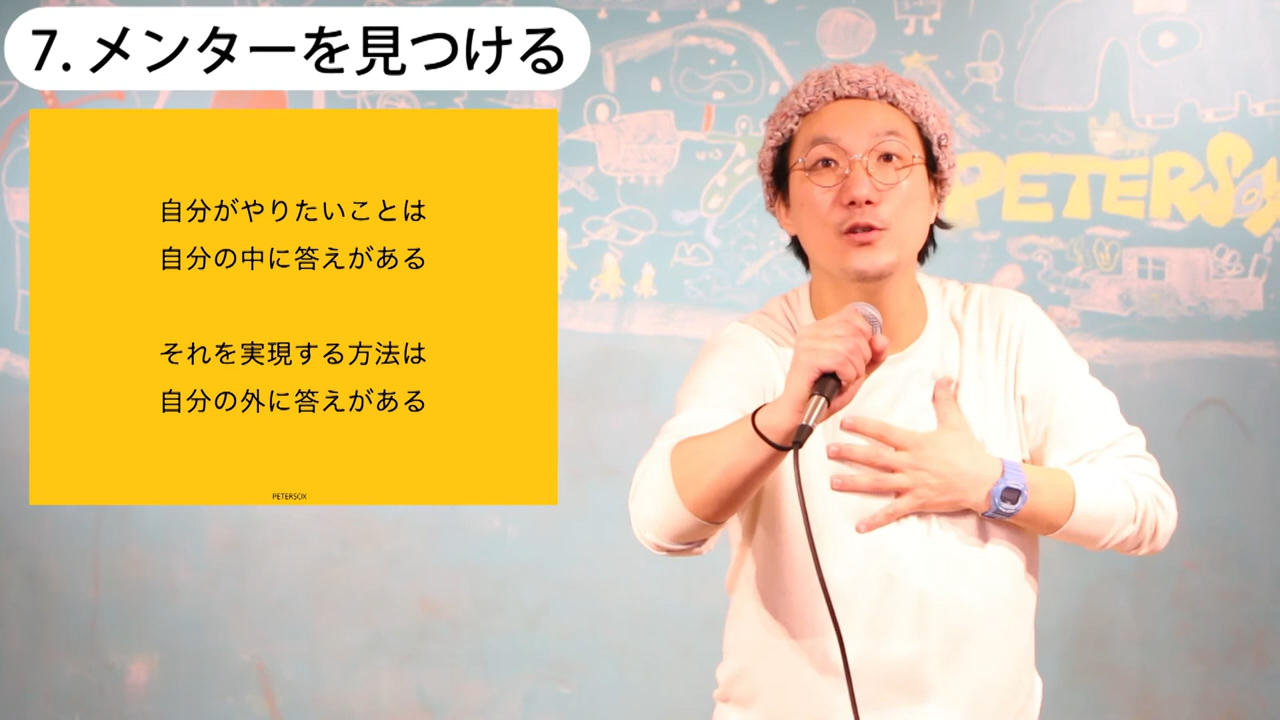 7. メンターを見つける
自分がやりたいことは
自分の中に答えがある
それを実現する方法は
自分の外に答えがある
PETERSOX
PETERSOX